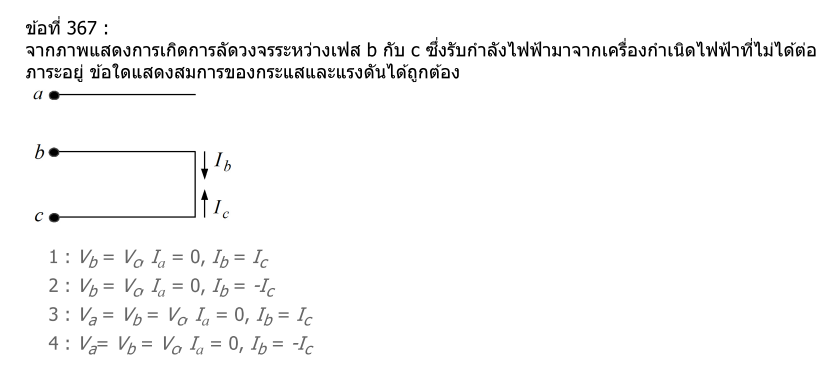 ข้อที่ 367 :
จากภาพแสดงการเกิดการลัดวงจรระหว่างเฟส b กับ c ซึ่งรับกำลังไฟฟ้ามาจากเครื่องกำเนิดไฟฟ้าที่ไม่ได้ต่อ
ภาระอยู่ ข้อใดแสดงสมการของกระแสและแรงดันได้ถูกต้อง
a
b
I_b
c
I_c
1 : V_b = V_c, I_a = 0, I_b = I_c
2 : V_b = V_c, I_a = 0, I_b = -I_c
3 : V_a = V_b = V_c, I_a = 0, I_b = I_c
4 : V_a= V_b = V_c, I_a = 0, I_b = -I_c